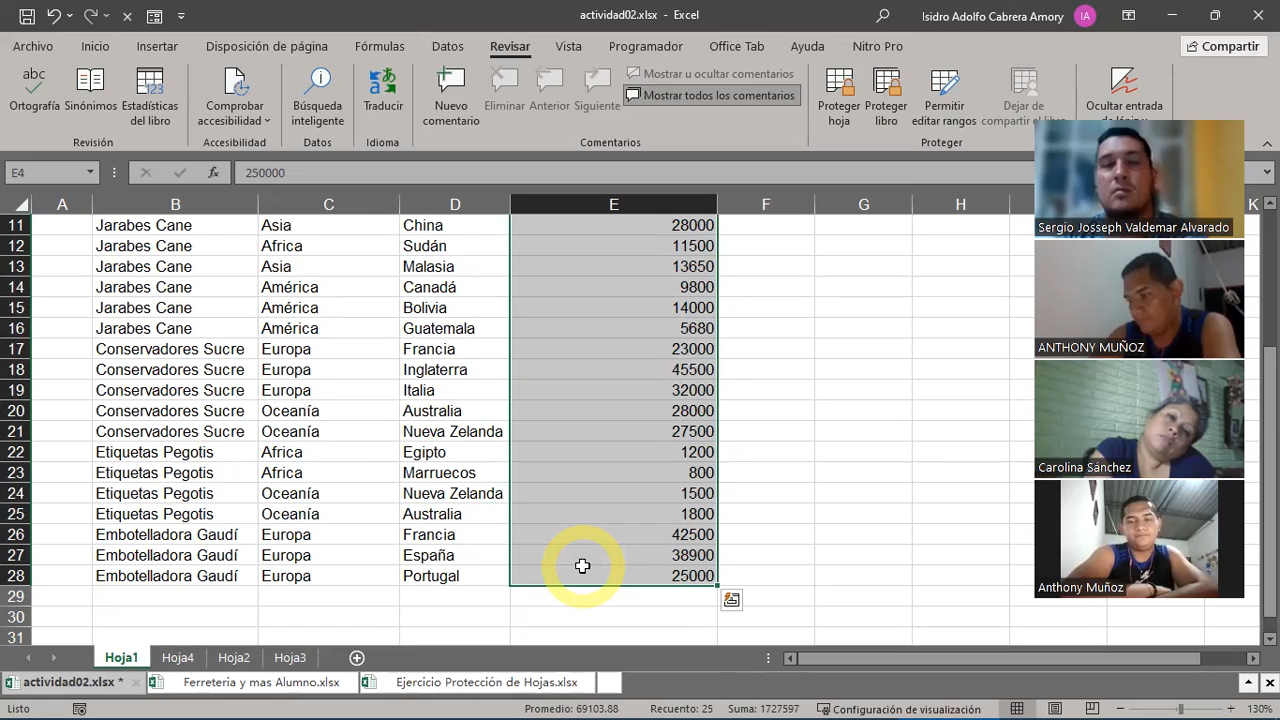 actividad02.xlsx - Excel
Isidro Adolfo Cabrera Amory IA
Archivo Inicio Insertar Disposición de página Fórmulas Datos Revisar Vista Programador Office Tab Ayuda Nitro Pro Compartir
abc
Ortografía Sinónimos Estadísticas del libro
Comprobar accesibilidad
Búsqueda inteligente
Traducir
Nuevo comentario
Eliminar Anterior Siguiente
Mostrar u ocultar comentarios
Mostrar todos los comentarios
Proteger hoja
Proteger libro
Permitir editar rangos
Dejar de compartir el
Ocultar entrada
Revisión Accesibilidad Datos Idioma Comentarios Proteger
E4 fx 250000
A B C D E F G H K
11 Jarabes Cane Asia China 28000
12 Jarabes Cane Africa Sudán 11500
13 Jarabes Cane Asia Malasia 13650
14 Jarabes Cane América Canadá 9800
15 Jarabes Cane América Bolivia 14000
16 Jarabes Cane América Guatemala 5680
17 Conservadores Sucre Europa Francia 23000
18 Conservadores Sucre Europa Inglaterra 45500
19 Conservadores Sucre Europa Italia 32000
20 Conservadores Sucre Oceanía Australia 28000
21 Conservadores Sucre Oceanía Nueva Zelanda 27500
22 Etiquetas Pegotis Africa Egipto 1200
23 Etiquetas Pegotis Africa Marruecos 800
24 Etiquetas Pegotis Oceanía Nueva Zelanda 1500
25 Etiquetas Pegotis Oceanía Australia 1800
26 Embotelladora Gaudí Europa Francia 42500
27 Embotelladora Gaudí Europa España 38900
28 Embotelladora Gaudí Europa Portugal 25000
29
30
31
Sergio Josseph Valdemar Alvarado
ANTHONY MUÑOZ
Carolina Sánchez
Anthony Muñoz
Hoja1 Hoja4 Hoja2 Hoja3
actividad02.xlsx * Ferreteria y mas Alumno.xlsx Ejercicio Protección de Hojas.xlsx
Listo Promedio: 69103.88 Recuento: 25 Suma: 1727597 Configuración de visualización 130%